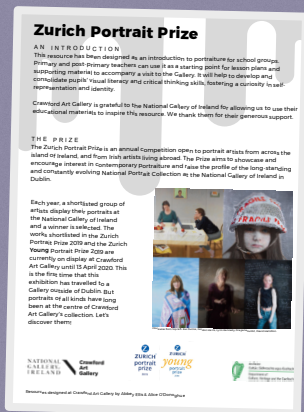 Zurich Portrait Prize
AN INTRODUCTION
This resource has been designed as an introduction to portraiture for school groups.
Primary and post-Primary teachers can use it as a starting point for lesson plans and
supporting material to accompany a visit to the Gallery. It will help to develop and
consolidate pupils' visual literacy and critical thinking skills, fostering a curiosity in self-
representation and identity.
Crawford Art Gallery is grateful to the National Gallery of Ireland for allowing us to use their
educational materials to inspire this resource. We thank them for their generous support.
THE PRIZE
The Zurich Portrait Prize is an annual competition open to portrait artists from across the
island of Ireland, and from Irish artists living abroad. The Prize aims to showcase and
encourage interest in contemporary Portraiture and raise the profile of the long-standing
and constantly evolving National Portrait Collection at the National Gallery of Ireland in
Dublin.
Each year, a shortlisted group of
artists display their portraits at
the National Gallery of Ireland
and a winner is selected. The
works shortlisted in the Zurich
Portrait Prize 2019 and the Zurich
Young Portrait Prize 2019 are
currently on display at Crawford
Art Gallery until 13 April 2020. This
is the first time that this
exhibition has travelled to a
Gallery outside of Dublin. But
portraits of all kinds have long
been at the centre of Crawford
Art Gallery's collection. Let's
discover them!
NATIONAL
GALLERY
IRELAND
Crawford
Art
Gallery
ZURICH
portrait
prize
ZURICH
young
portrait
prize
Resources designed at Crawford Art Gallery by